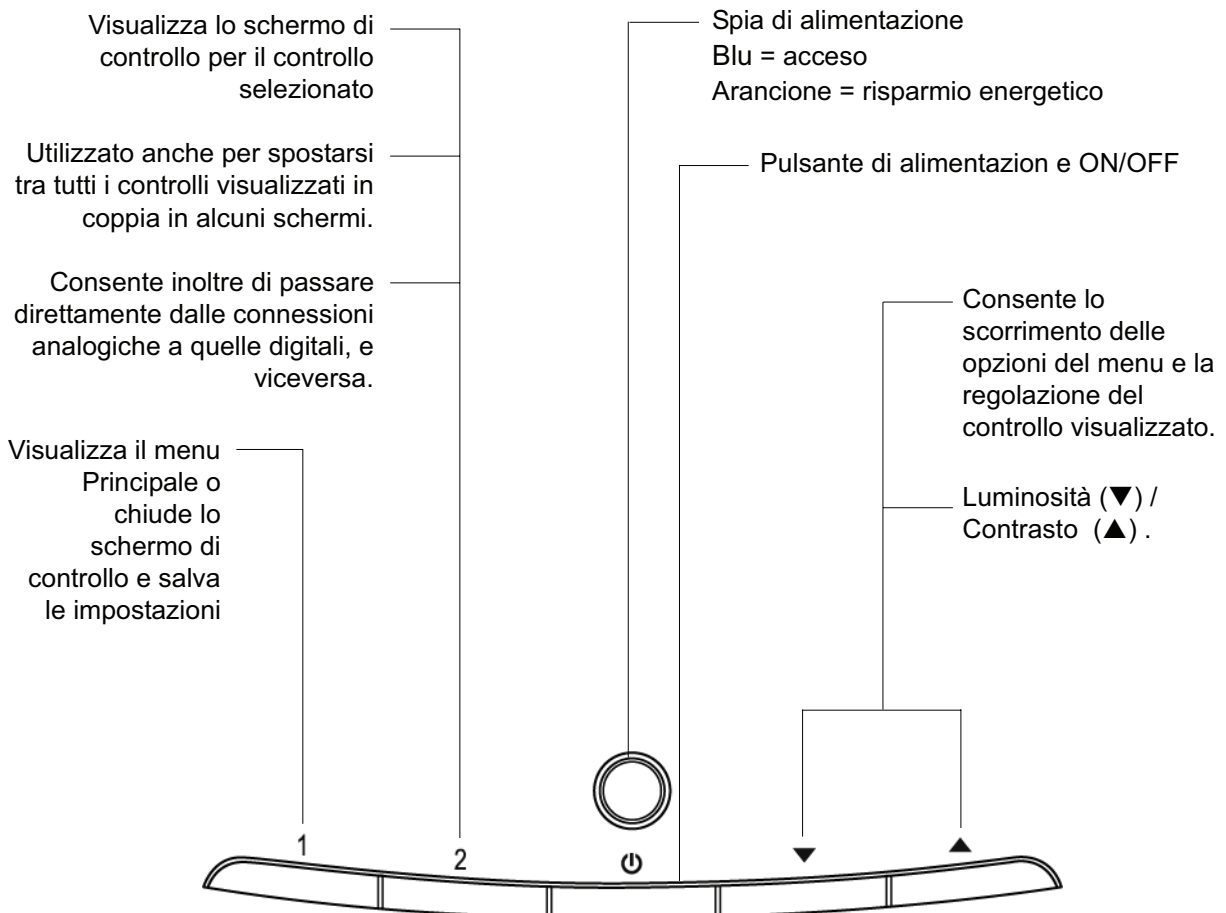 Visualizza lo schermo di
controllo per il controllo
selezionato
Utilizzato anche per spostarsi
tra tutti i controlli visualizzati in
coppia in alcuni schermi.
Consente inoltre di passare
direttamente dalle connessioni
analogiche a quelle digitali, e
viceversa.
Visualizza il menu
Principale o
chiude lo
schermo di
controllo e salva
le impostazioni
Spia di alimentazione
Blu = acceso
Arancione = risparmio energetico
Pulsante di alimentazion e ON/OFF
Consente lo
scorrimento delle
opzioni del menu e la
regolazione del
controllo visualizzato.
Luminosità (▼) /
Contrasto (▲) .
1
2
▼
▲